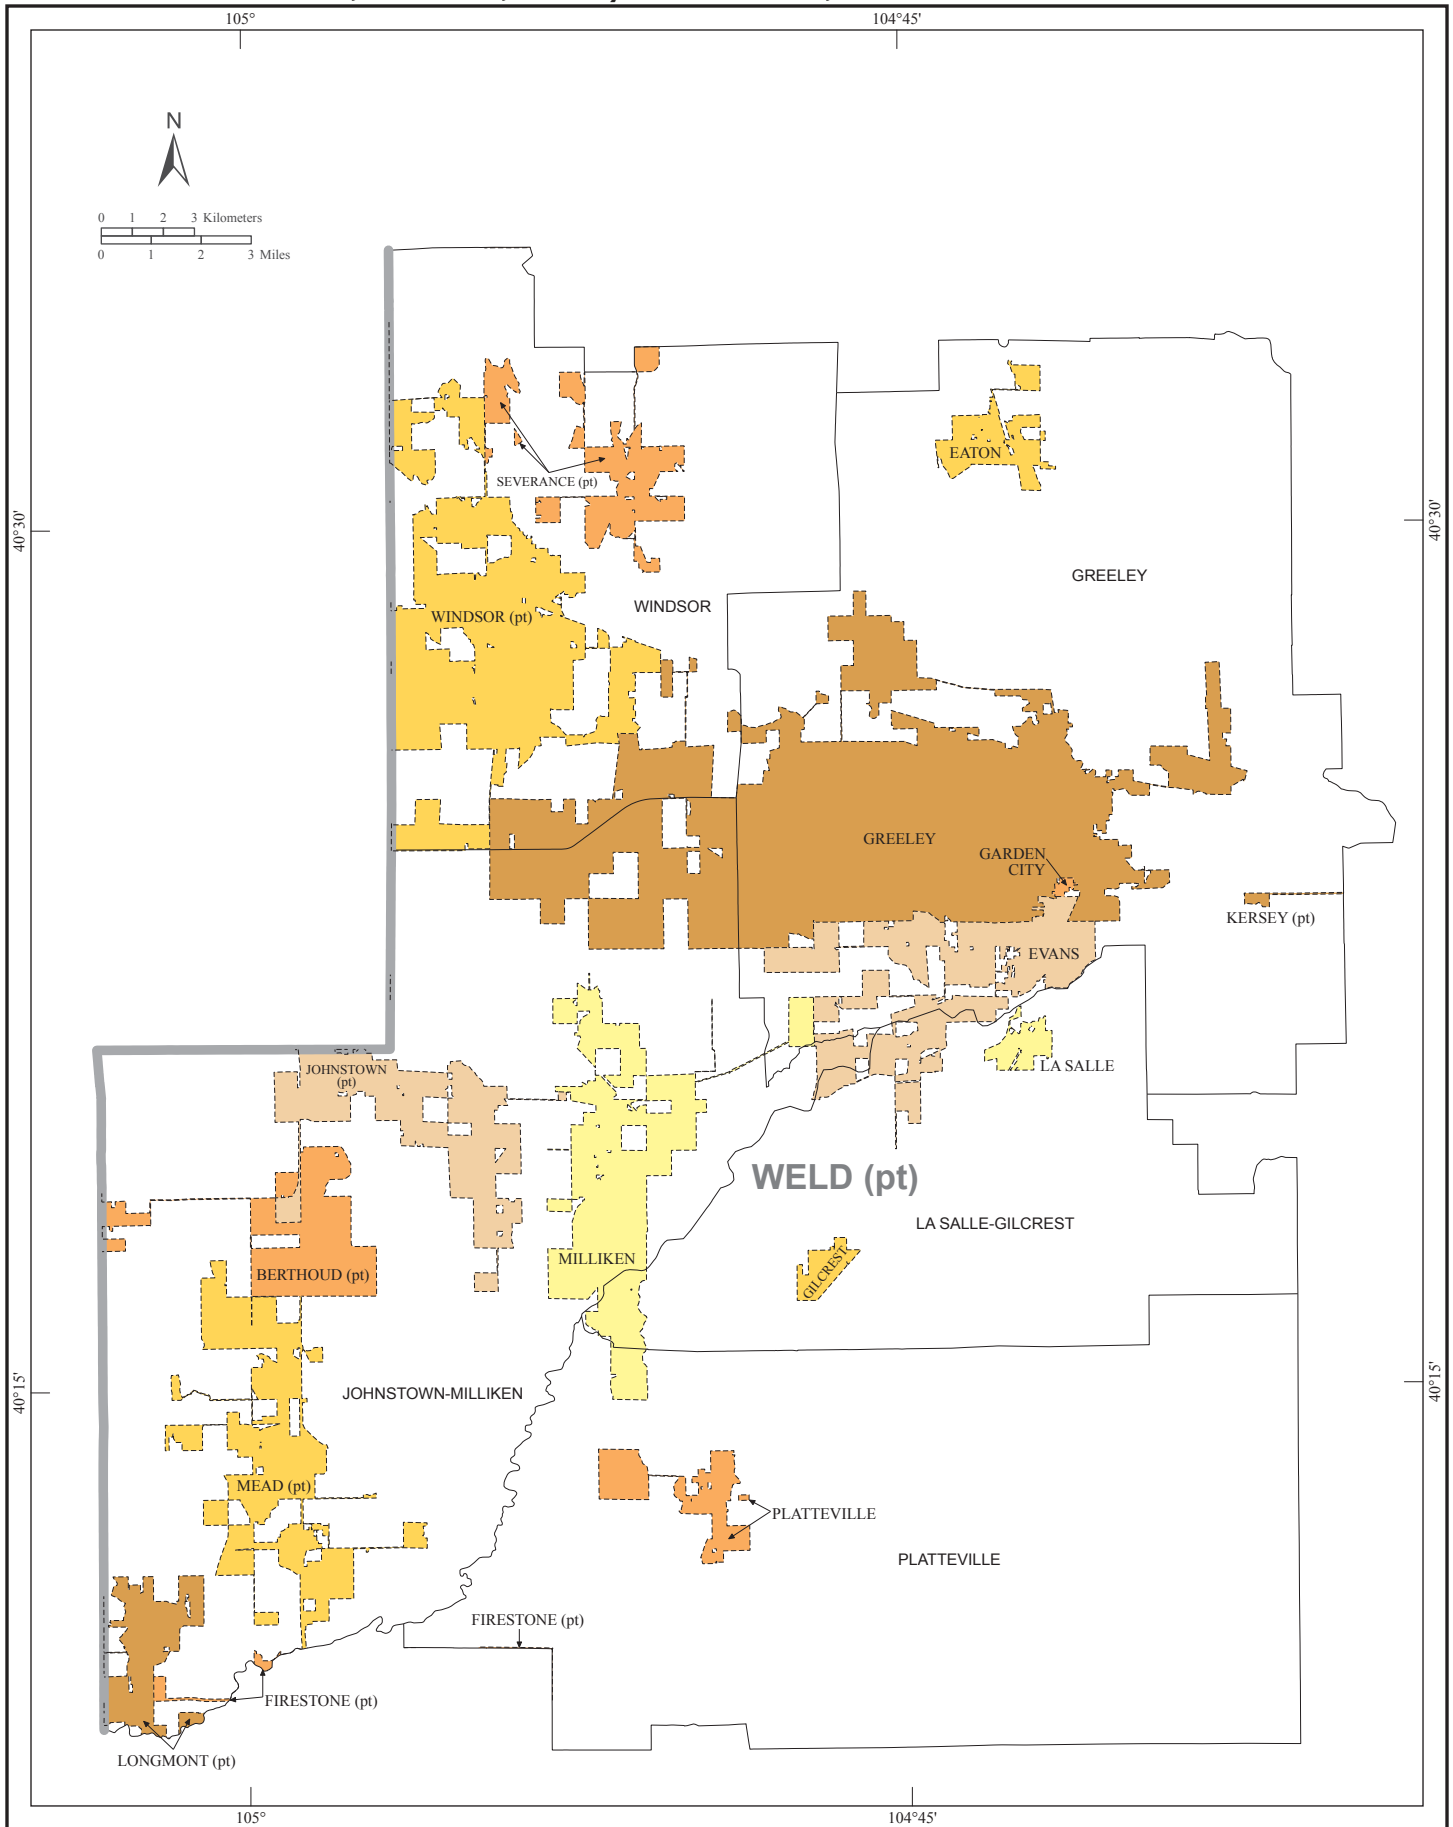 105°
104°45'
N
0 1 2 3 Kilometers
0 1 2 3 Miles
EATON
SEVERANCE (pt)
40°30'
40°30'
GREELEY
WINDSOR
WINDSOR (pt)
GREELEY
GARDEN
CITY
KERSEY (pt)
EVANS
JOHNSTOWN
(pt)
LA SALLE
WELD (pt)
LA SALLE-GILCREST
MILLIKEN
GILCREST
BERTHOUD (pt)
40°15'
40°15'
JOHNSTOWN-MILLIKEN
MEAD (pt)
PLATTEVILLE
PLATTEVILLE
FIRESTONE (pt)
FIRESTONE (pt)
LONGMONT (pt)
105°
104°45'